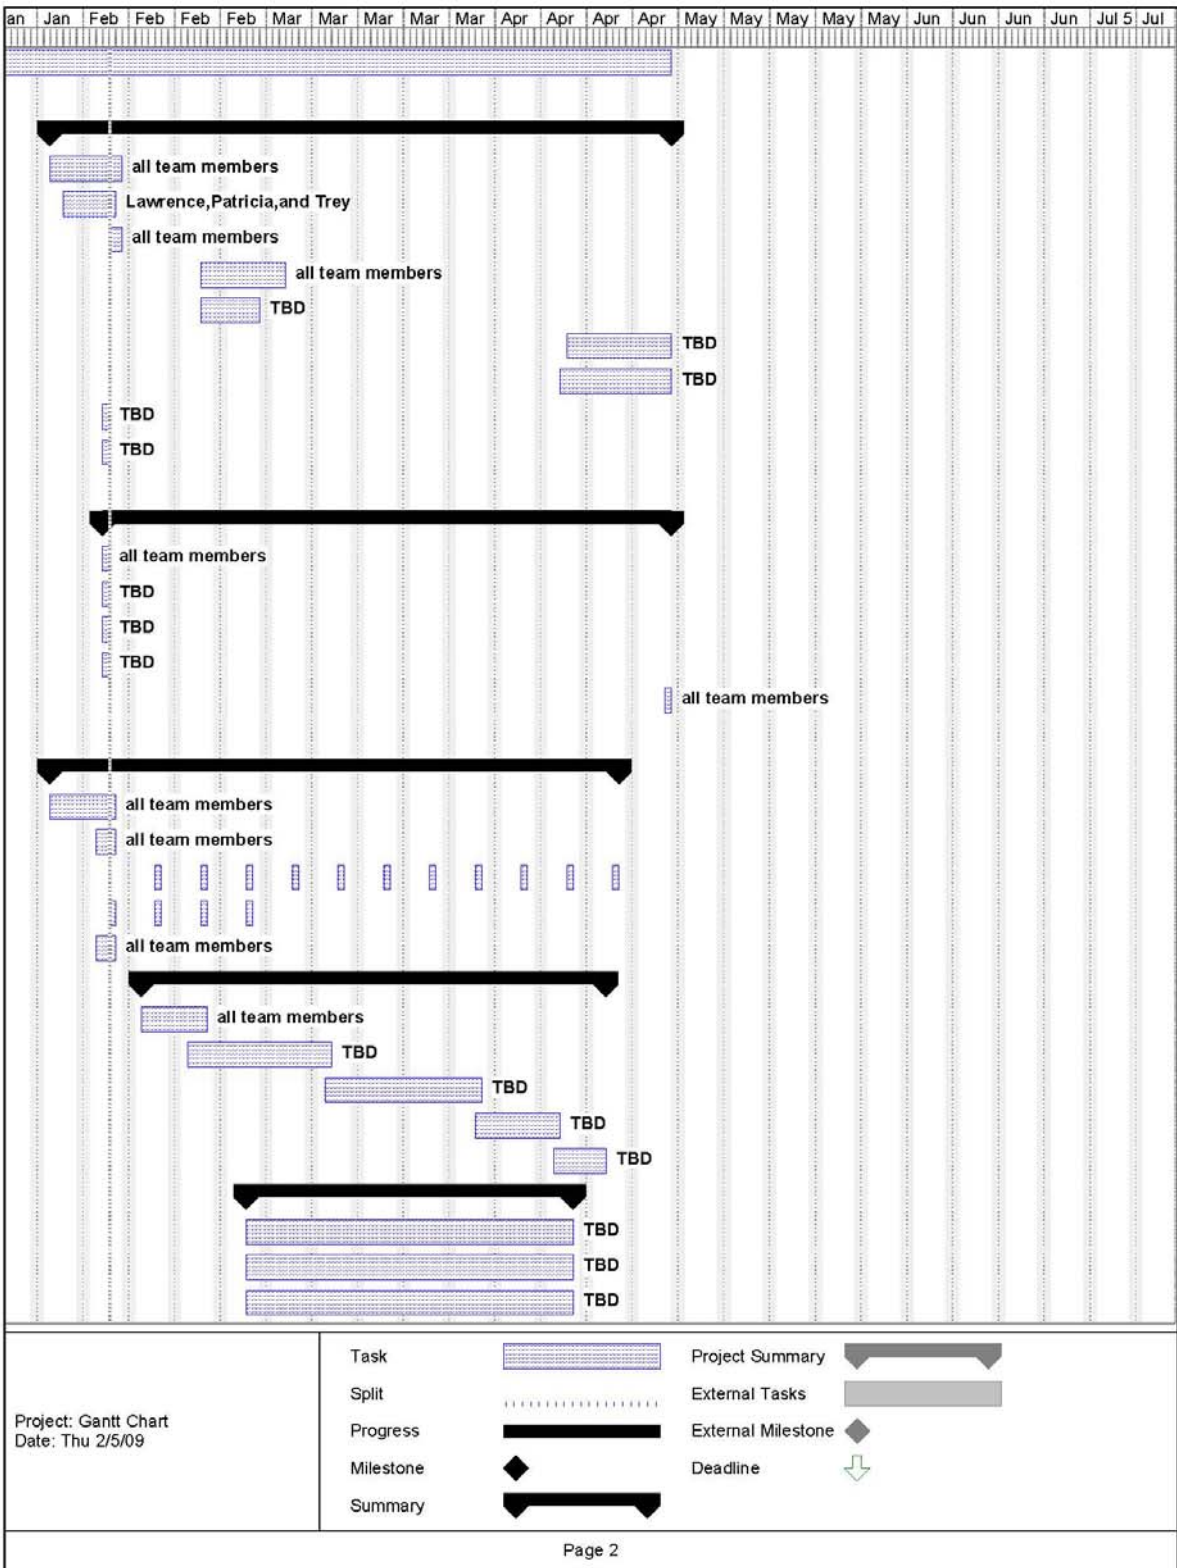 an Jan Feb Feb Feb Feb Mar Mar Mar Mar Mar Apr Apr Apr Apr May May May May May Jun Jun Jun Jun Jul 5 Jul
all team members
Lawrence,Patricia,and Trey
all team members
all team members
TBD
TBD
TBD
TBD
TBD
all team members
TBD
TBD
TBD
all team members
all team members
all team members
all team members
all team members
TBD
TBD
TBD
TBD
TBD
TBD
TBD
Project: Gantt Chart
Date: Thu 2/5/09
Task
Split
Progress
Milestone
Summary
Project Summary
External Tasks
External Milestone
Deadline
Page 2